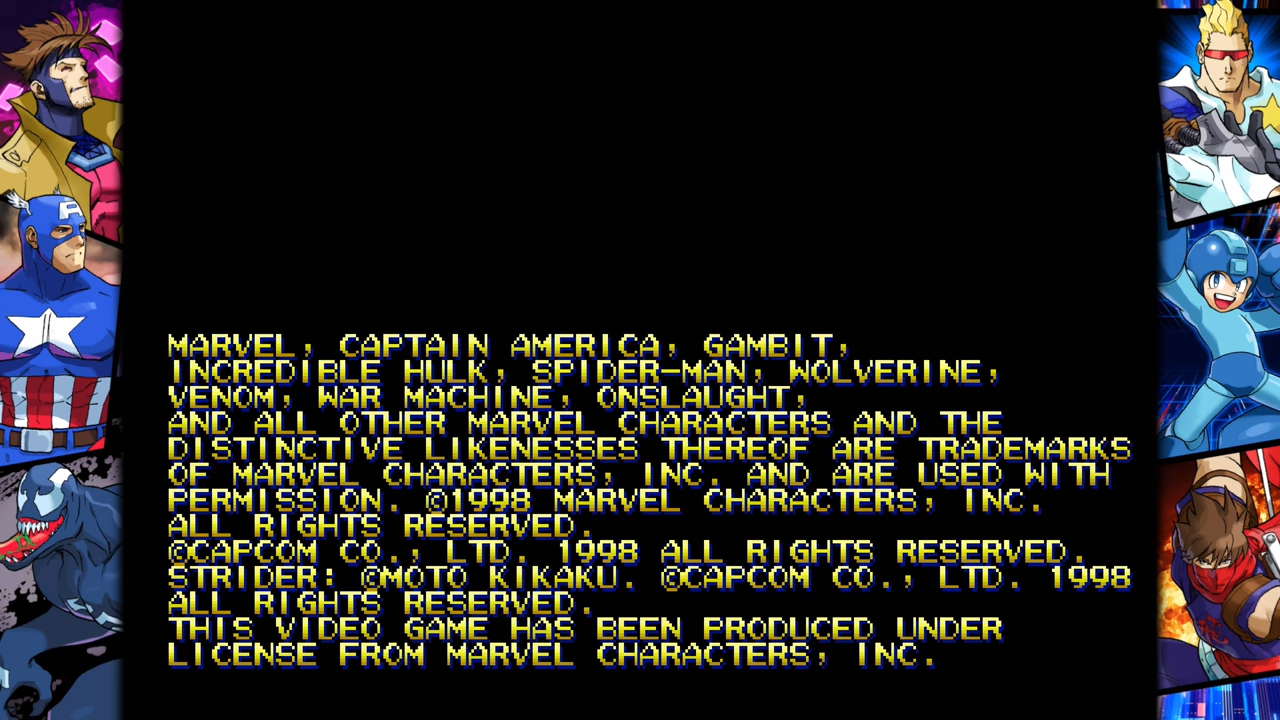 MARVEL, CAPTAIN AMERICA, GAMBIT,
INCREDIBLE HULK, SPIDER-MAN, WOLVERINE,
VENOM, WAR MACHINE, ONSLAUGHT,
AND ALL OTHER MARVEL CHARACTERS AND THE
DISTINCTIVE LIKENESSES THEREOF ARE TRADEMARKS
OF MARVEL CHARACTERS, INC. AND ARE USED WITH
PERMISSION. ©1998 MARVEL CHARACTERS, INC.
ALL RIGHTS RESERVED.
©CAPCOM CO., LTD. 1998 ALL RIGHTS RESERVED.
STRIDER: ©MOTO KIKAKU. ©CAPCOM CO., LTD. 1998
ALL RIGHTS RESERVED.
THIS VIDEO GAME HAS BEEN PRODUCED UNDER
LICENSE FROM MARVEL CHARACTERS, INC.